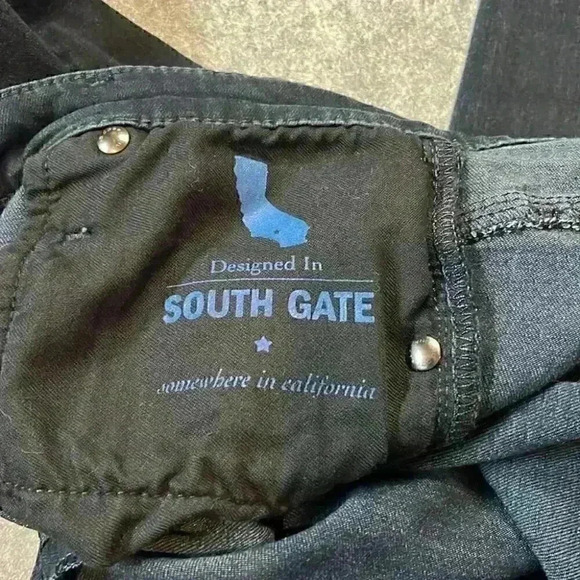 Designed In
SOUTH GATE
somewhere in california